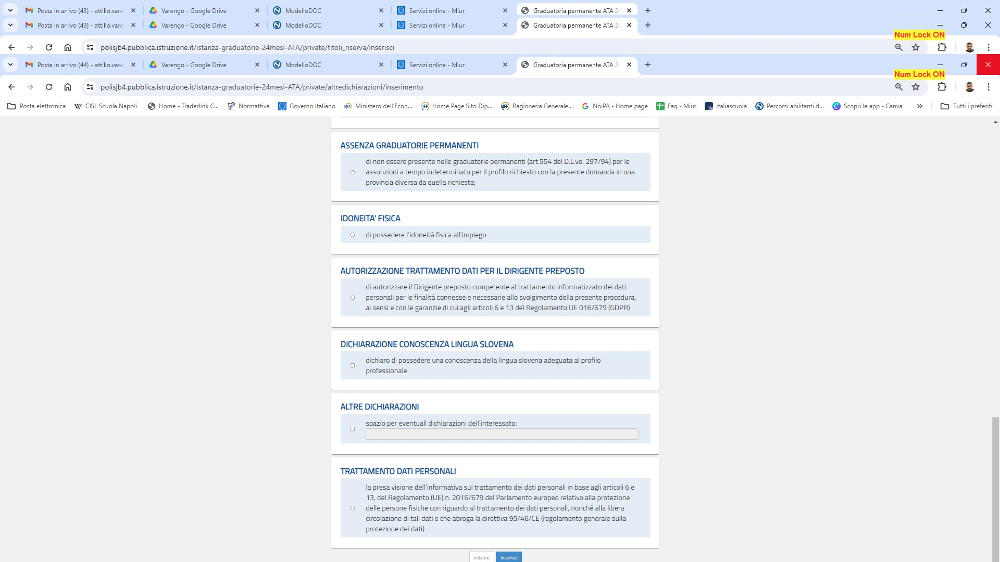 Posta in arrivo (43) - attilio.vare
Varengo - Google Drive
ModelloDOC
Servizi online - Miur
Graduatoria permanente ATA 24
Posta in arrivo (43) - attilio.vare
Varengo - Google Drive
ModelloDOC
Servizi online - Miur
Graduatoria permanente ATA 24
Num Lock ON
polisjb4.pubblica.istruzione.it/istanza-graduatorie-24mesi-ATA/private/titoli_riserva/inserisci
Posta in arrivo (44) - attilio.vare
Varengo - Google Drive
ModelloDOC
Servizi online - Miur
Graduatoria permanente ATA 24
Num Lock ON
polisjb4.pubblica.istruzione.it/istanza-graduatorie-24mesi-ATA/private/altredichiarazioni/inserimento
Posta elettronica
CISL Scuola Napoli
Home - Traderlink C...
Normattiva
Governo Italiano
Ministero dell'Econ...
Home Page Sito Dip...
Ragioneria Generale...
NoiPA - Home page
Faq - Miur
Italiascuola
Percorsi abilitanti d...
Scopri le app - Canva
Tutti i preferiti
ASSENZA GRADUATORIE PERMANENTI
di non essere presente nelle graduatorie permanenti (art.554 del D.L.vo. 297/94) per le
assunzioni a tempo indeterminato per il profilo richiesto con la presente domanda in una
provincia diversa da quella richiesta;
IDONEITA' FISICA
di possedere l'idoneità fisica all'impiego
AUTORIZZAZIONE TRATTAMENTO DATI PER IL DIRIGENTE PREPOSTO
di autorizzare il Dirigente preposto competente al trattamento informatizzato dei dati
personali per le finalità connesse e necessarie allo svolgimento della presente procedura,
ai sensi e con le garanzie di cui agli articoli 6 e 13 del Regolamento UE 016/679 (GDPR)
DICHIARAZIONE CONOSCENZA LINGUA SLOVENA
dichiaro di possedere una conoscenza della lingua slovena adeguata al profilo
professionale
ALTRE DICHIARAZIONI
spazio per eventuali dichiarazioni dell'interessato:
TRATTAMENTO DATI PERSONALI
la presa visione dell'informativa sul trattamento dei dati personali in base agli articoli 6 e
13, del Regolamento (UE) n. 2016/679 del Parlamento europeo relativo alla protezione
delle persone fisiche con riguardo al trattamento dei dati personali, nonché alla libera
circolazione di tali dati e che abroga la direttiva 95/46/CE (regolamento generale sulla
protezione dei dati)
indietro
inserisci